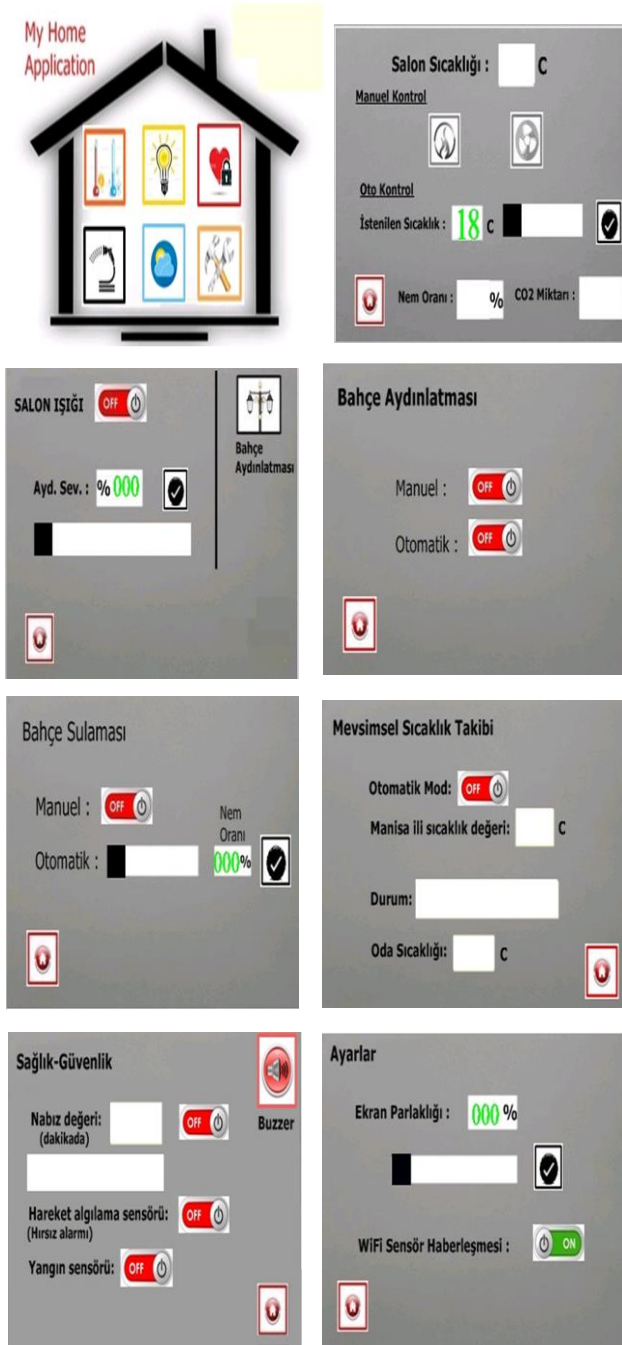 My Home
Application
Salon Sıcaklığı : C
Manuel Kontrol
Oto Kontrol
İstenilen Sıcaklık : 18 C
Nem Oranı : % CO2 Miktarı :
SALON IŞIĞI OFF
Ayd. Sev. : % 000
Bahçe
Aydınlatması
Bahçe Aydınlatması
Manuel : OFF
Otomatik : OFF
Bahçe Sulaması
Manuel : OFF
Nem
Oranı
Otomatik : 000%
Mevsimsel Sıcaklık Takibi
Otomatik Mod: OFF
Manisa ili sıcaklık değeri: C
Durum:
Oda Sıcaklığı: C
Sağlık-Güvenlik
Nabız değeri: OFF
(dakikada)
Buzzer
Hareket algılama sensörü: OFF
(Hırsız alarmı)
Yangın sensörü: OFF
Ayarlar
Ekran Parlaklığı : 000 %
WiFi Sensör Haberleşmesi : ON